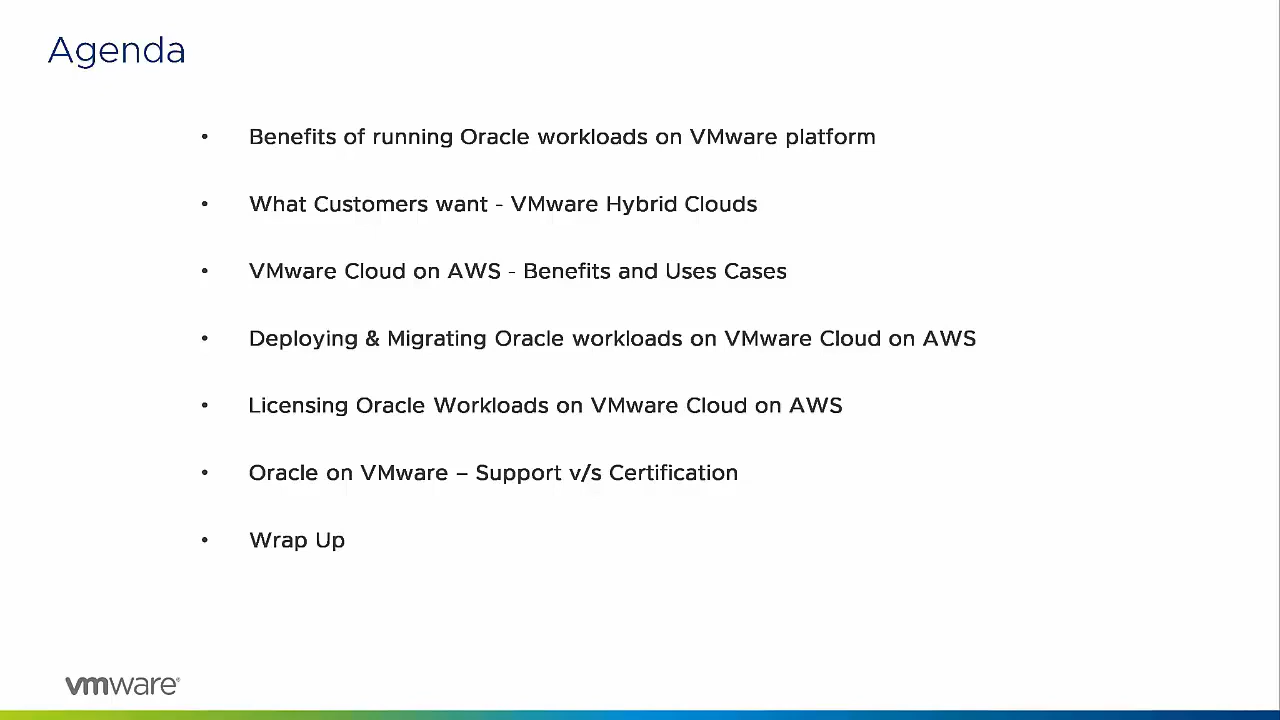 Agenda
• Benefits of running Oracle workloads on VMware platform
• What Customers want - VMware Hybrid Clouds
• VMware Cloud on AWS - Benefits and Uses Cases
• Deploying & Migrating Oracle workloads on VMware Cloud on AWS
• Licensing Oracle Workloads on VMware Cloud on AWS
• Oracle on VMware – Support v/s Certification
• Wrap Up
vmware®